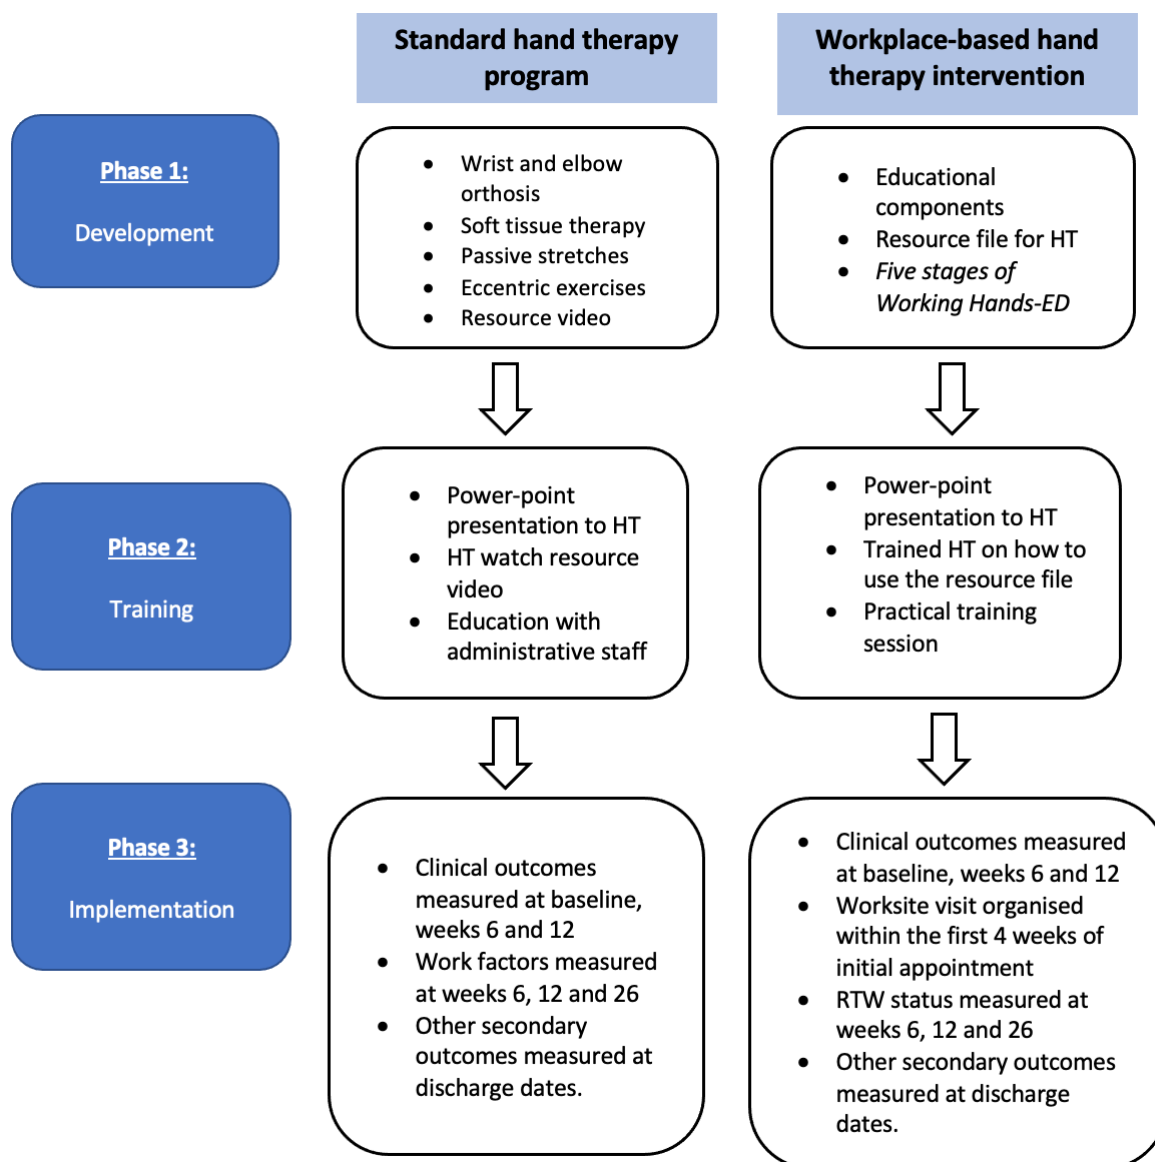 Standard hand therapy
program
Workplace-based hand
therapy intervention
Phase 1:
Development
• Wrist and elbow
orthosis
• Soft tissue therapy
• Passive stretches
• Eccentric exercises
• Resource video
• Educational
components
• Resource file for HT
• Five stages of
Working Hands-ED
Phase 2:
Training
• Power-point
presentation to HT
• HT watch resource
video
• Education with
administrative staff
• Power-point
presentation to HT
• Trained HT on how to
use the resource file
• Practical training
session
Phase 3:
Implementation
• Clinical outcomes
measured at baseline,
weeks 6 and 12
• Work factors measured
at weeks 6, 12 and 26
• Other secondary
outcomes measured at
discharge dates.
• Clinical outcomes measured
at baseline, weeks 6 and 12
• Worksite visit organised
within the first 4 weeks of
initial appointment
• RTW status measured at
weeks 6, 12 and 26
• Other secondary outcomes
measured at discharge
dates.